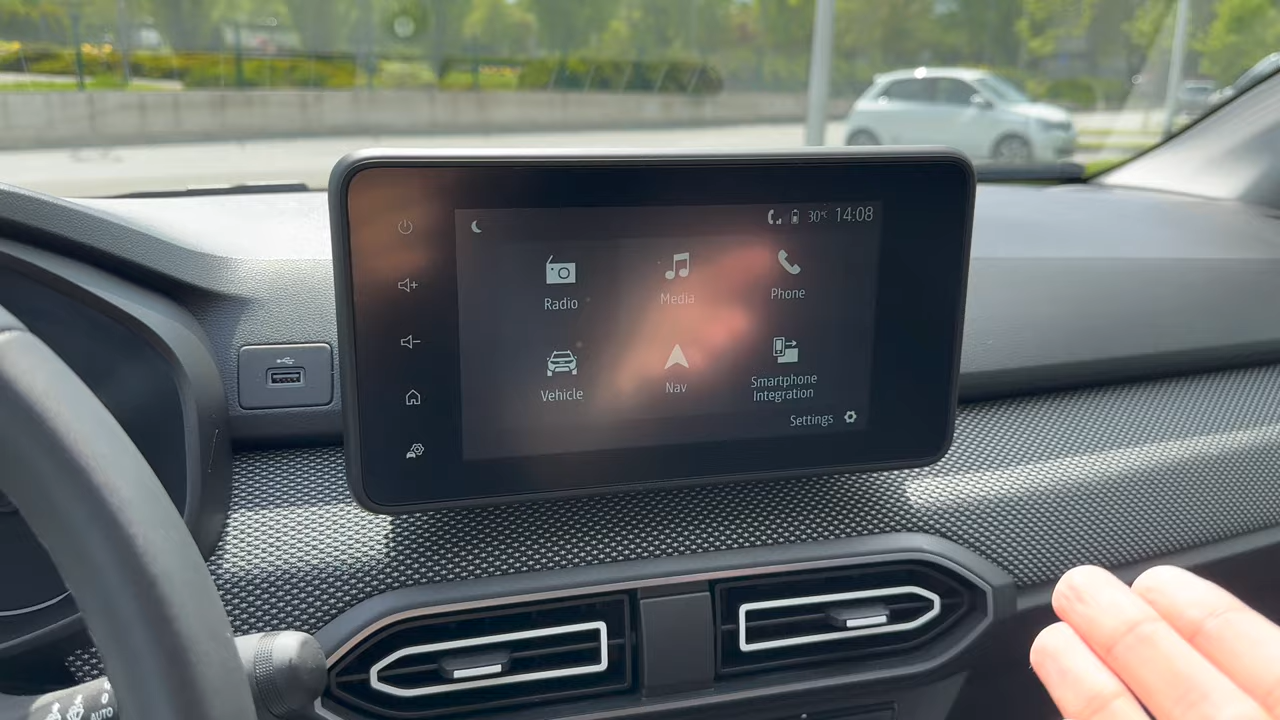 30°C 14:08
Radio
Media
Phone
Vehicle
Nav
Smartphone
Integration
Settings
AUTO